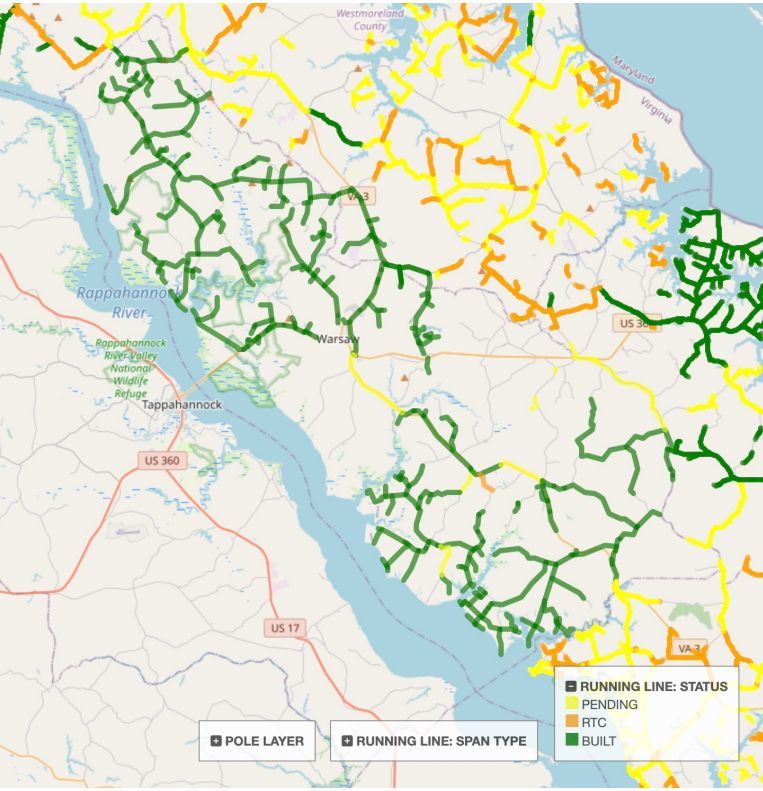 Westmoreland
County
Maryland
Virginia
VA 3
Rappahannock
River
US 36
Warsaw
Rappahannock
River Valley
National
Wildlife
Refuge
Tappahannock
US 360
US 17
VA 3
RUNNING LINE: STATUS
PENDING
RTC
BUILT
POLE LAYER
RUNNING LINE: SPAN TYPE